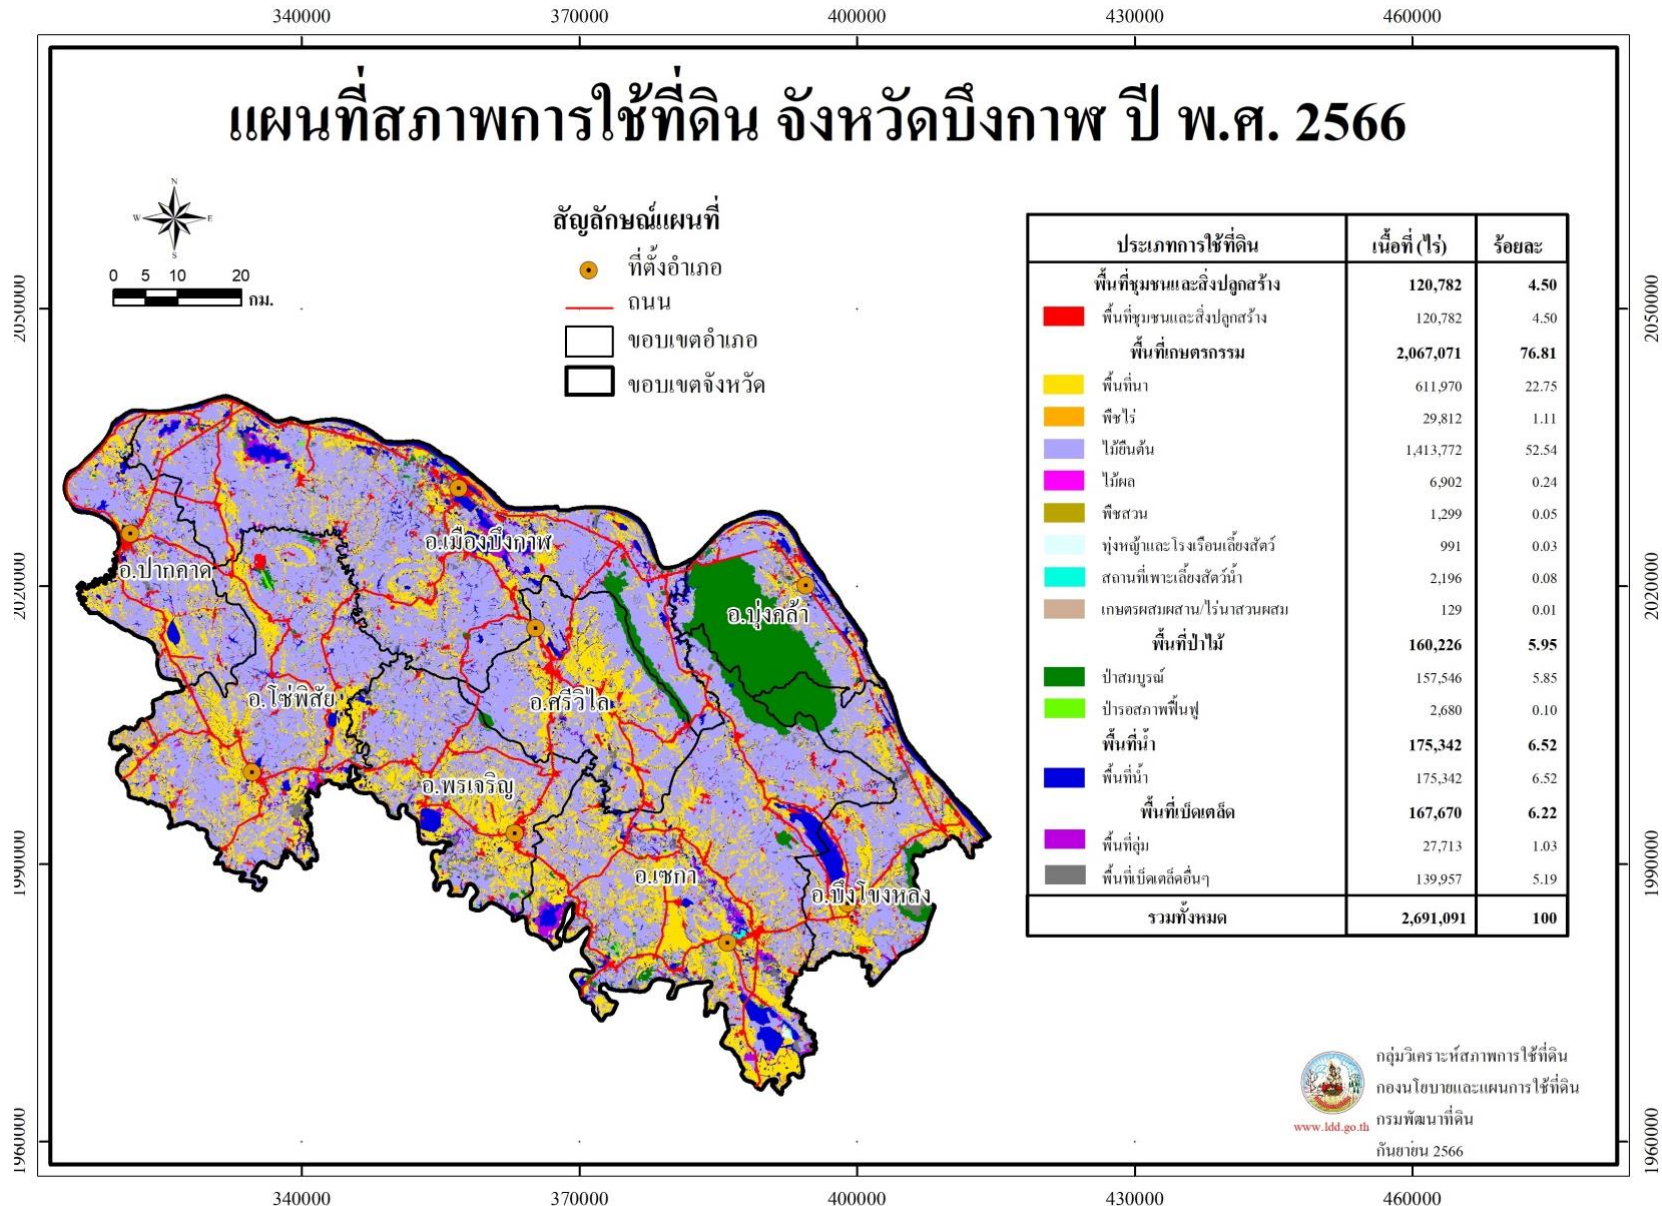 340000 370000 400000 430000 460000
แผนที่สภาพการใช้ที่ดิน จังหวัดบึงกาฬ ปี พ.ศ. 2566
N
W E
S
0 5 10 20
กม.
สัญลักษณ์แผนที่
ที่ตั้งอำเภอ
ถนน
ขอบเขตอำเภอ
ขอบเขตจังหวัด
ประเภทการใช้ที่ดิน เนื้อที่ (ไร่) ร้อยละ
พื้นที่ชุมชนและสิ่งปลูกสร้าง 120,782 4.50
พื้นที่ชุมชนและสิ่งปลูกสร้าง 120,782 4.50
พื้นที่เกษตรกรรม 2,067,071 76.81
พื้นที่นา 611,970 22.75
พืชไร่ 29,812 1.11
ไม้ยืนต้น 1,413,772 52.54
ไม้ผล 6,902 0.24
พืชสวน 1,299 0.05
ทุ่งหญ้าและโรงเรือนเลี้ยงสัตว์ 991 0.03
สถานที่เพาะเลี้ยงสัตว์น้ำ 2,196 0.08
เกษตรผสมผสาน/ไร่นาสวนผสม 129 0.01
พื้นที่ป่าไม้ 160,226 5.95
ป่าสมบูรณ์ 157,546 5.85
ป่ารอสภาพฟื้นฟู 2,680 0.10
พื้นที่น้ำ 175,342 6.52
พื้นที่น้ำ 175,342 6.52
พื้นที่เบ็ดเตล็ด 167,670 6.22
พื้นที่ลุ่ม 27,713 1.03
พื้นที่เบ็ดเตล็ดอื่นๆ 139,957 5.19
รวมทั้งหมด 2,691,091 100
2050000 2050000
อ.เมืองบึงกาฬ
อ.ปากคาด
2020000 2020000
อ.บุ่งคล้า
อ.โซ่พิสัย
อ.ศรีวิไล
อ.พรเจริญ
1990000 1990000
อ.เซกา
อ.บึงโขงหลง
กลุ่มวิเคราะห์สภาพการใช้ที่ดิน
กองนโยบายและแผนการใช้ที่ดิน
กรมพัฒนาที่ดิน
www.ldd.go.th
กันยายน 2566
1960000 1960000
340000 370000 400000 430000 460000